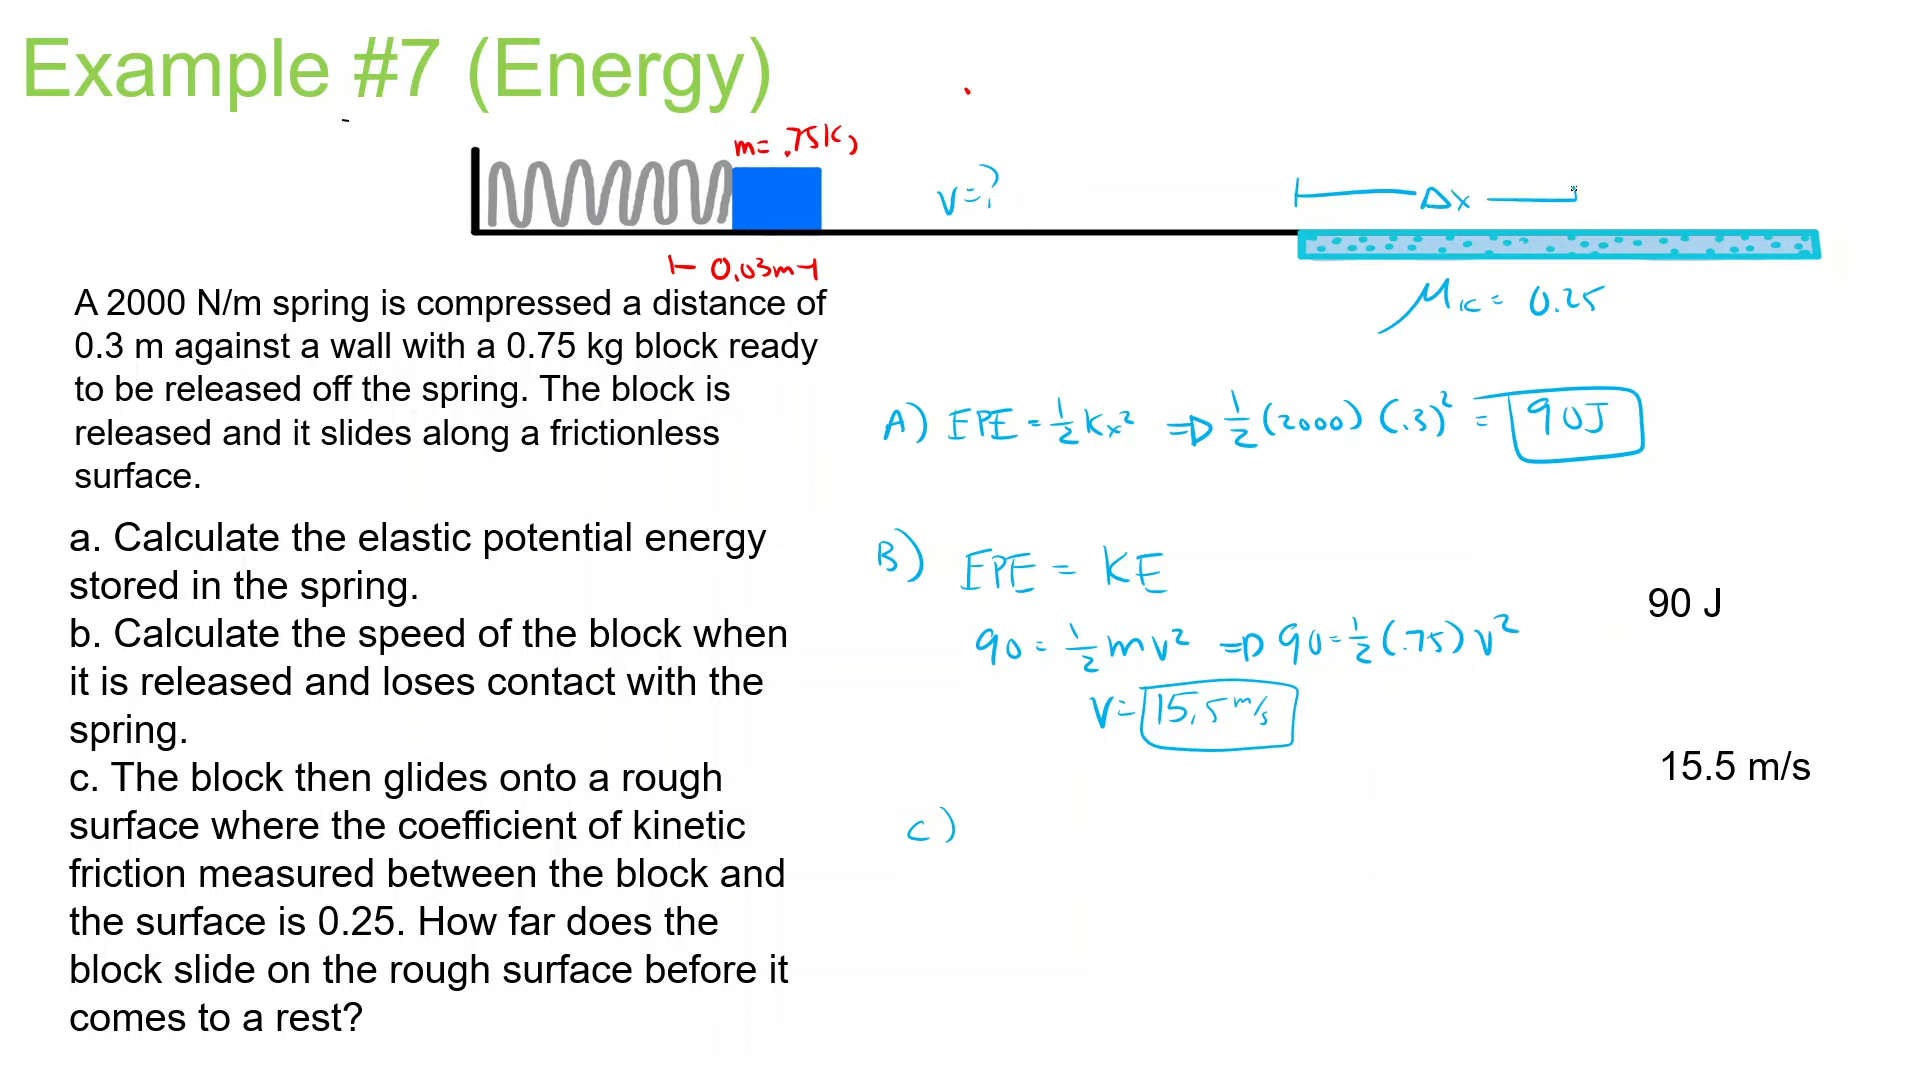 Example #7 (Energy)
m= .75K
v=?
Δx
0.03m
μK = 0.25
A 2000 N/m spring is compressed a distance of
0.3 m against a wall with a 0.75 kg block ready
to be released off the spring. The block is
released and it slides along a frictionless
surface.
a. Calculate the elastic potential energy
stored in the spring.
b. Calculate the speed of the block when
it is released and loses contact with the
spring.
c. The block then glides onto a rough
surface where the coefficient of kinetic
friction measured between the block and
the surface is 0.25. How far does the
block slide on the rough surface before it
comes to a rest?
A) EPE = 1/2 Kx² ⇒ 1/2 (2000) (.3)² = 90J
B) EPE = KE
90 = 1/2 mv² ⇒ 90 = 1/2 (.75) v²
v = 15.5 m/s
c)
90 J
15.5 m/s